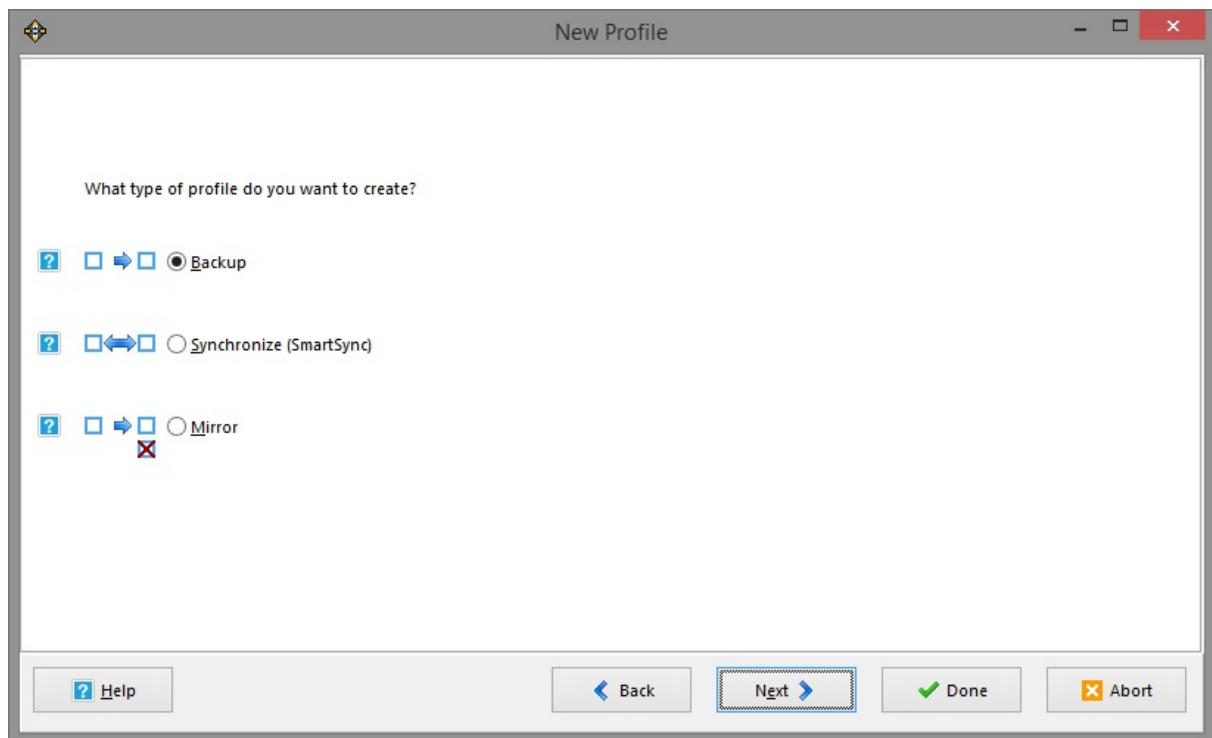 New Profile
What type of profile do you want to create?
Backup
Synchronize (SmartSync)
Mirror
Help
Back
Next
Done
Abort